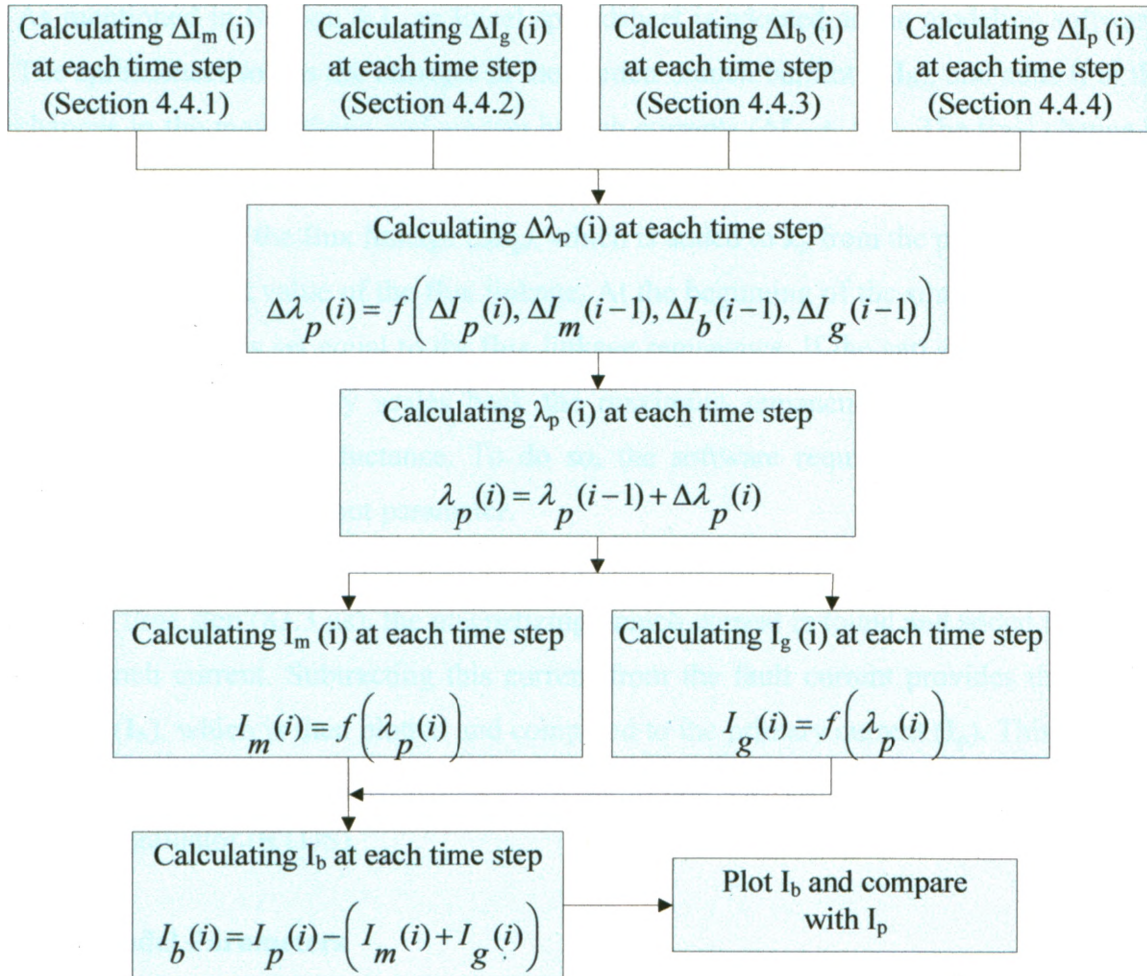 Calculating ΔIm (i)
at each time step
(Section 4.4.1)
Calculating ΔIg (i)
at each time step
(Section 4.4.2)
Calculating ΔIb (i)
at each time step
(Section 4.4.3)
Calculating ΔIp (i)
at each time step
(Section 4.4.4)
Calculating Δλp (i) at each time step
Δλp(i) = f(ΔIp(i), ΔIm(i−1), ΔIb(i−1), ΔIg(i−1))
Calculating λp (i) at each time step
λp(i) = λp(i−1) + Δλp(i)
Calculating Im (i) at each time step
Im(i) = f(λp(i))
Calculating Ig (i) at each time step
Ig(i) = f(λp(i))
Calculating Ib at each time step
Ib(i) = Ip(i) − (Im(i) + Ig(i))
Plot Ib and compare
with Ip